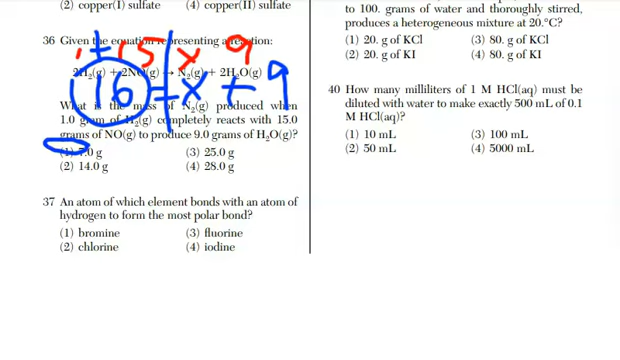 (2) copper(I) sulfate (4) copper(II) sulfate
36 Given the equation representing a reaction:
1 + 15 x 9
2H₂(g) + 2NO(g) → N₂(g) + 2H₂O(g)
16 = x + 9
What is the mass of N₂(g) produced when
1.0 gram of H₂(g) completely reacts with 15.0
grams of NO(g) to produce 9.0 grams of H₂O(g)?
(1) 7.0 g (3) 25.0 g
(2) 14.0 g (4) 28.0 g
37 An atom of which element bonds with an atom of
hydrogen to form the most polar bond?
(1) bromine (3) fluorine
(2) chlorine (4) iodine
to 100. grams of water and thoroughly stirred,
produces a heterogeneous mixture at 20.°C?
(1) 20. g of KCl (3) 80. g of KCl
(2) 20. g of KI (4) 80. g of KI
40 How many milliliters of 1 M HCl(aq) must be
diluted with water to make exactly 500 mL of 0.1
M HCl(aq)?
(1) 10 mL (3) 100 mL
(2) 50 mL (4) 5000 mL